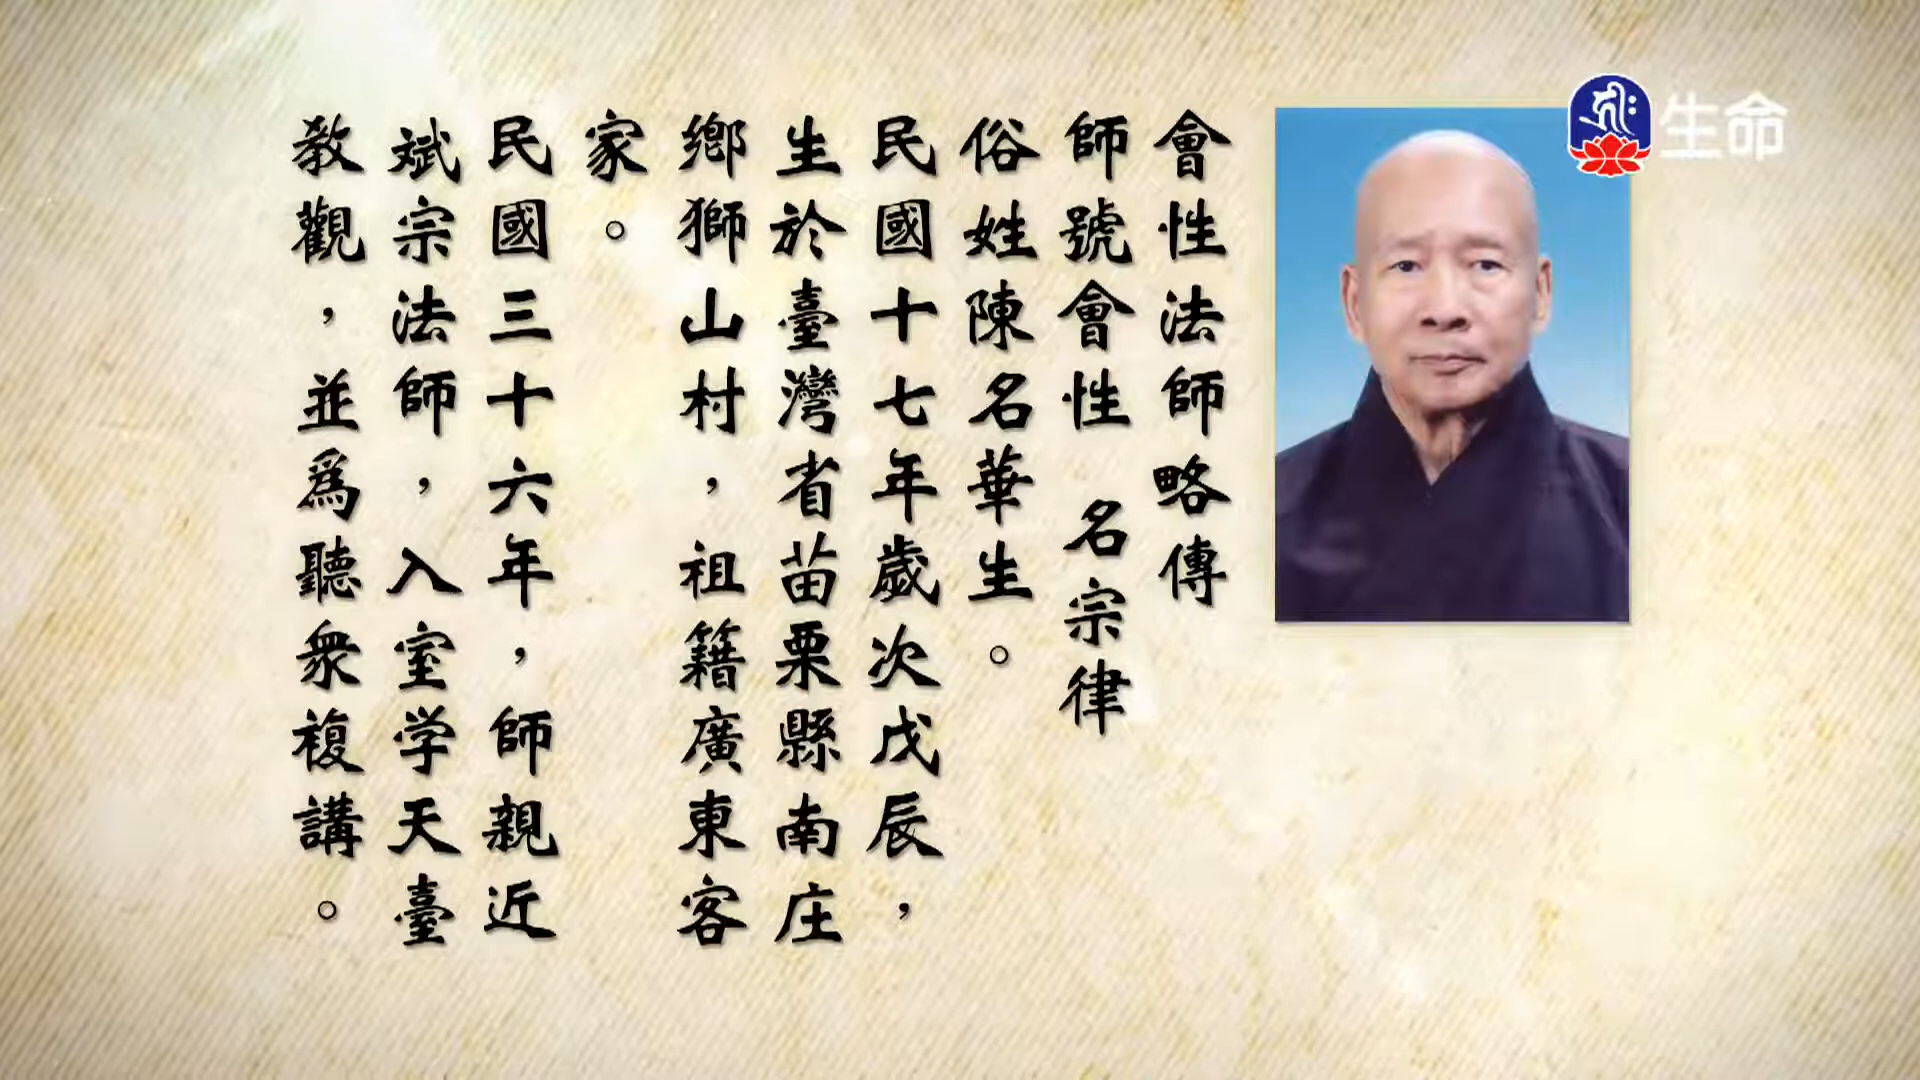 會性法師略傳
師號會性 名宗律
俗姓陳名華生。
民國十七年歲次戊辰，
生於臺灣省苗栗縣南庄
鄉獅山村，祖籍廣東客
家。
民國三十六年，師親近
斌宗法師，入室学天臺
教觀，並為聽衆複講。
生命